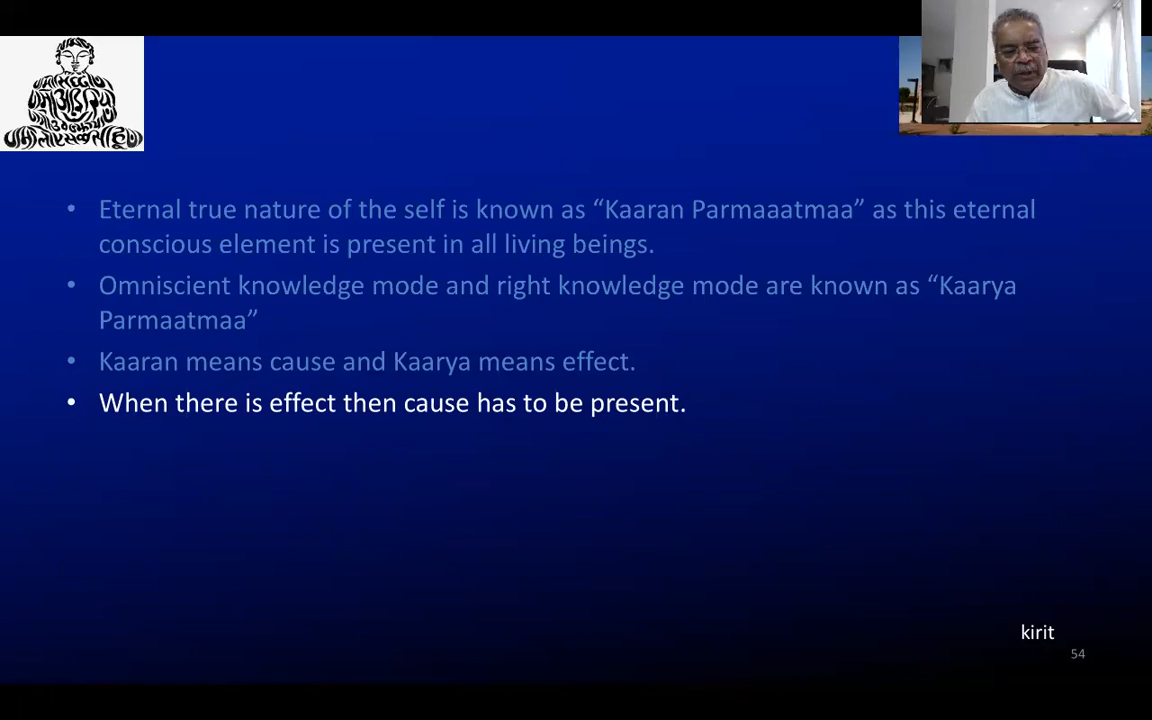 • Eternal true nature of the self is known as “Kaaran Parmaaatmaa” as this eternal
conscious element is present in all living beings.
• Omniscient knowledge mode and right knowledge mode are known as “Kaarya
Parmaatmaa”
• Kaaran means cause and Kaarya means effect.
• When there is effect then cause has to be present.
kirit
54